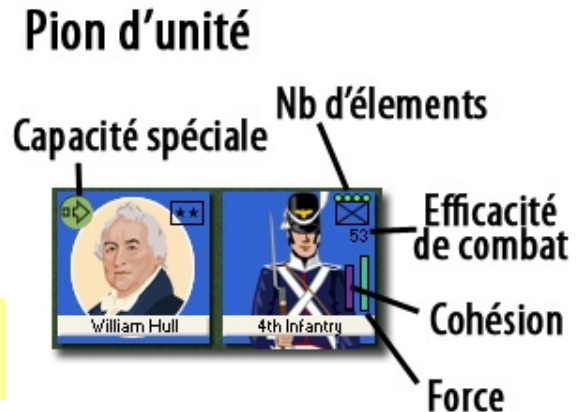 Pion d'unité
Nb d'élements
Capacité spéciale
53
Efficacité
de combat
William Hull
4th Infantry
Cohésion
Force